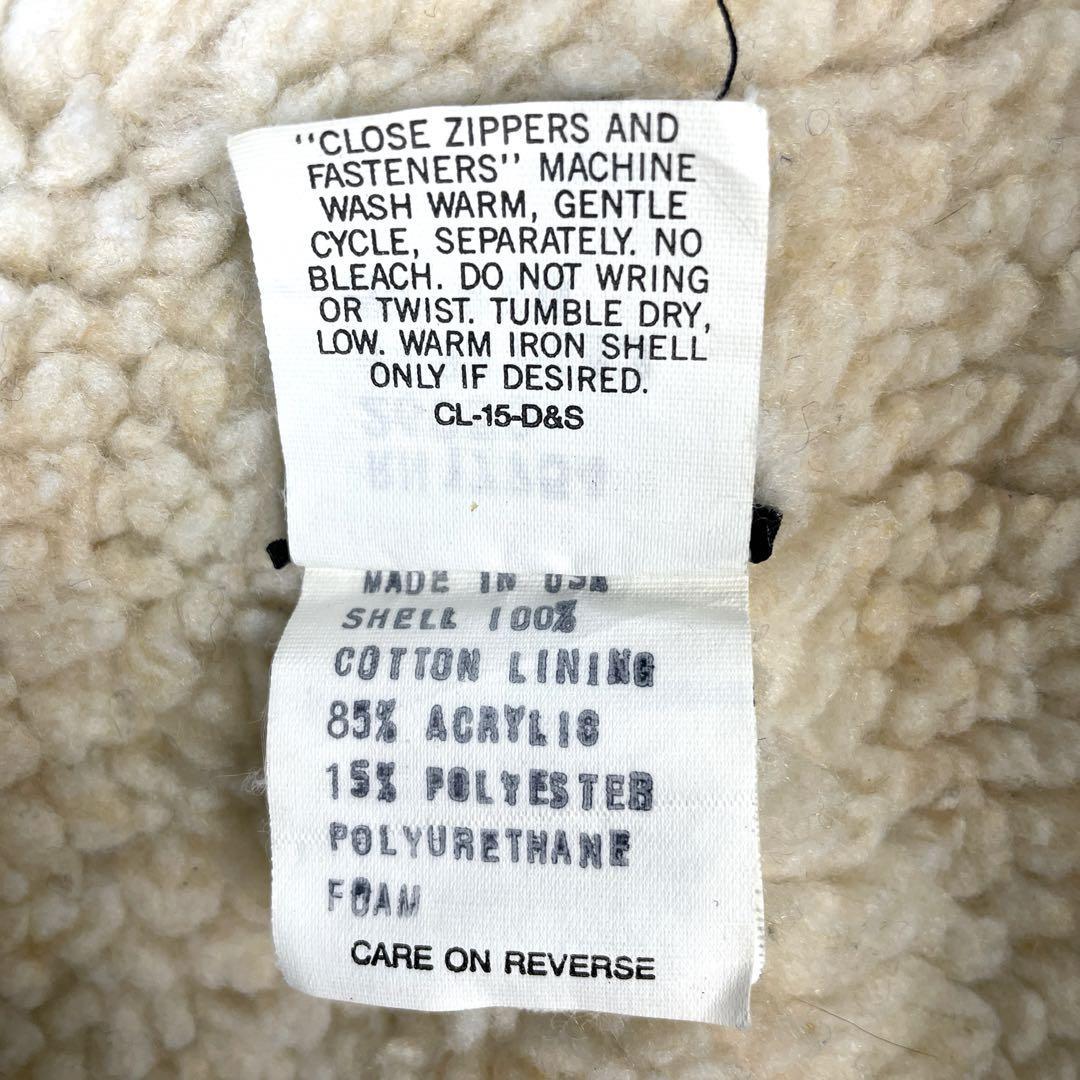 "CLOSE ZIPPERS AND
FASTENERS" MACHINE
WASH WARM, GENTLE
CYCLE, SEPARATELY. NO
BLEACH. DO NOT WRING
OR TWIST. TUMBLE DRY,
LOW. WARM IRON SHELL
ONLY IF DESIRED.
CL-15-D&S
MADE IN USA
SHELL 100%
COTTON LINING
85% ACRYLIC
15% POLYESTER
POLYURETHANE
FOAM
CARE ON REVERSE